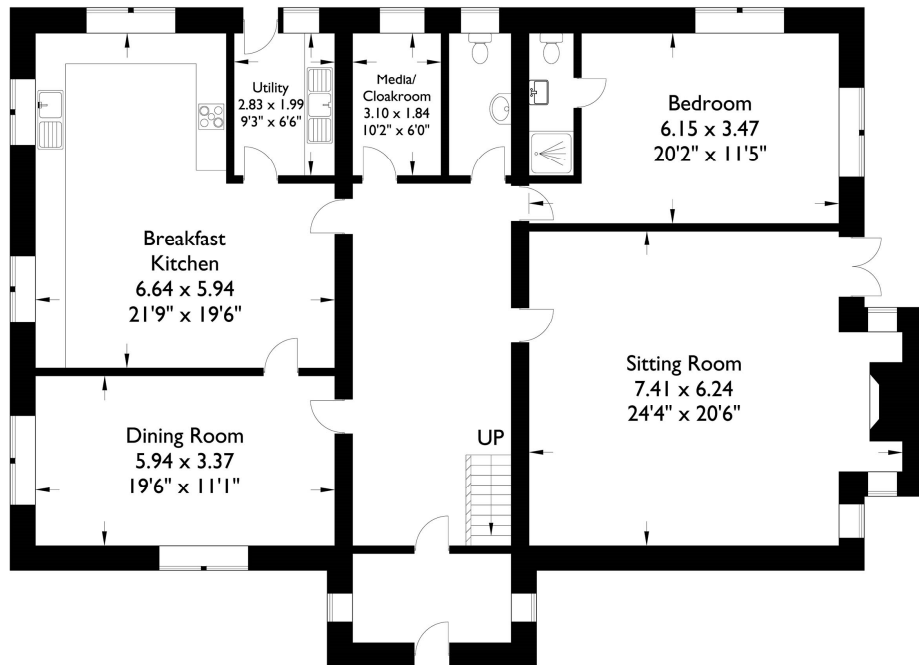 Utility
2.83 x 1.99
9'3" x 6'6"
Media/
Cloakroom
3.10 x 1.84
10'2" x 6'0"
Bedroom
6.15 x 3.47
20'2" x 11'5"
Breakfast
Kitchen
6.64 x 5.94
21'9" x 19'6"
Sitting Room
7.41 x 6.24
24'4" x 20'6"
Dining Room
5.94 x 3.37
19'6" x 11'1"
UP